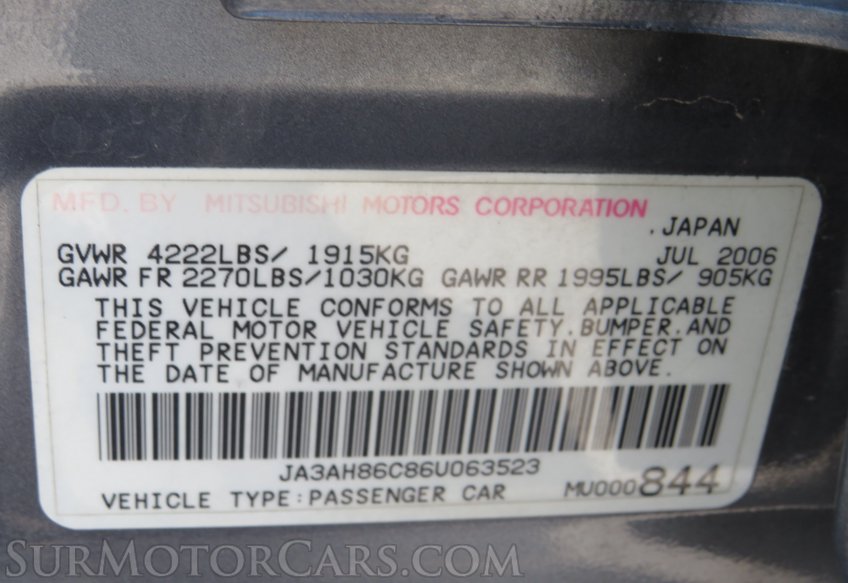 MFD. BY MITSUBISHI MOTORS CORPORATION
.JAPAN
GVWR 4222LBS/ 1915KG JUL 2006
GAWR FR 2270LBS/1030KG GAWR RR 1995LBS/ 905KG
THIS VEHICLE CONFORMS TO ALL APPLICABLE
FEDERAL MOTOR VEHICLE SAFETY.BUMPER.AND
THEFT PREVENTION STANDARDS IN EFFECT ON
THE DATE OF MANUFACTURE SHOWN ABOVE.
JA3AH86C86U063523
VEHICLE TYPE:PASSENGER CAR MU000844
SURMOTORCARS.COM